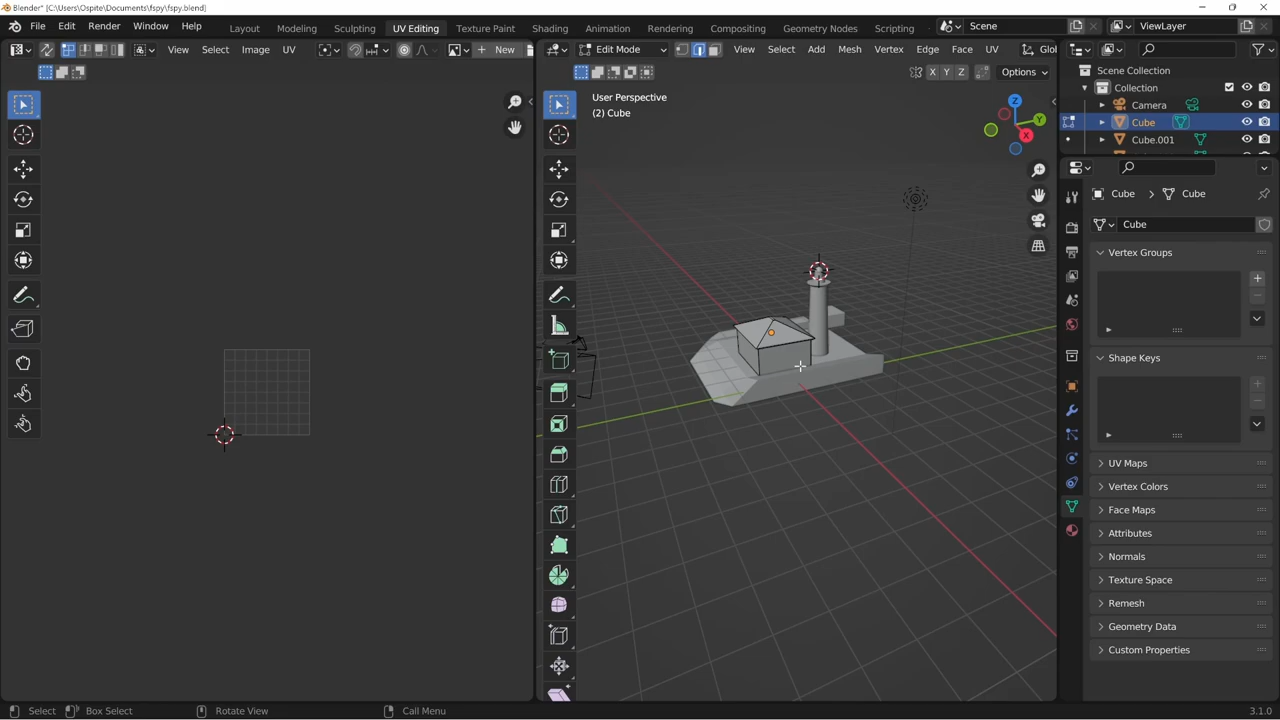 Blender* [C:\Users\Ospite\Documents\fspy\fspy.blend]
File Edit Render Window Help
Layout Modeling Sculpting UV Editing Texture Paint Shading Animation Rendering Compositing Geometry Nodes Scripting
Scene
ViewLayer
View Select Image UV
New
Edit Mode
View Select Add Mesh Vertex Edge Face UV
Glol
X Y Z
Options
User Perspective
(2) Cube
Z
Y
X
Scene Collection
Collection
Camera
Cube
Cube.001
Cube Cube
Cube
Vertex Groups
Shape Keys
UV Maps
Vertex Colors
Face Maps
Attributes
Normals
Texture Space
Remesh
Geometry Data
Custom Properties
Select Box Select Rotate View Call Menu 3.1.0